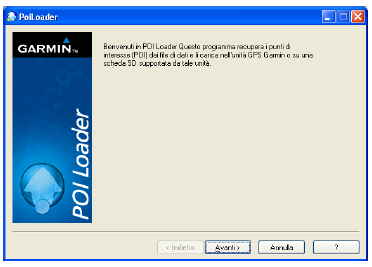 PoiLoader
GARMIN
Benvenuti in POI Loader Questo programma recupera i punti di
interesse (POI) dai file di dati e li carica nell'unità GPS Garmin o su una
scheda SD supportata da tale unità.
POI Loader
< Indietro
Avanti >
Annulla
?